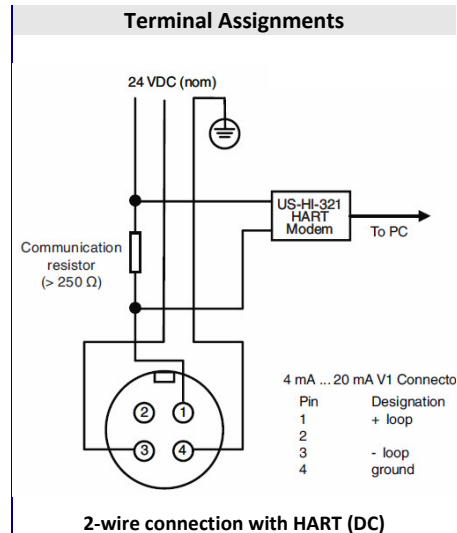 Terminal Assignments
24 VDC (nom)
US-HI-321
HART
Modem
To PC
Communication
resistor
(> 250 Ω)
2 1
3 4
4 mA ... 20 mA V1 Connecto
Pin Designation
1 + loop
2
3 - loop
4 ground
2-wire connection with HART (DC)